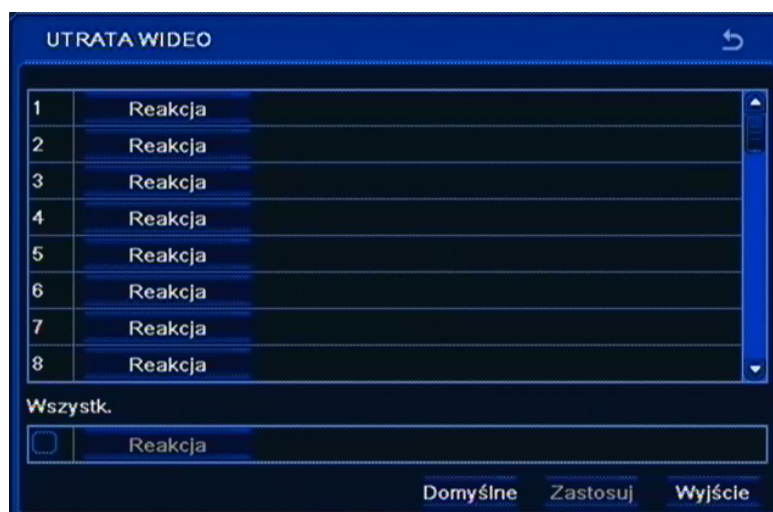 UTRATA WIDEO
1 Reakcja
2 Reakcja
3 Reakcja
4 Reakcja
5 Reakcja
6 Reakcja
7 Reakcja
8 Reakcja
Wszystk.
Reakcja
Domyślne Zastosuj Wyjście